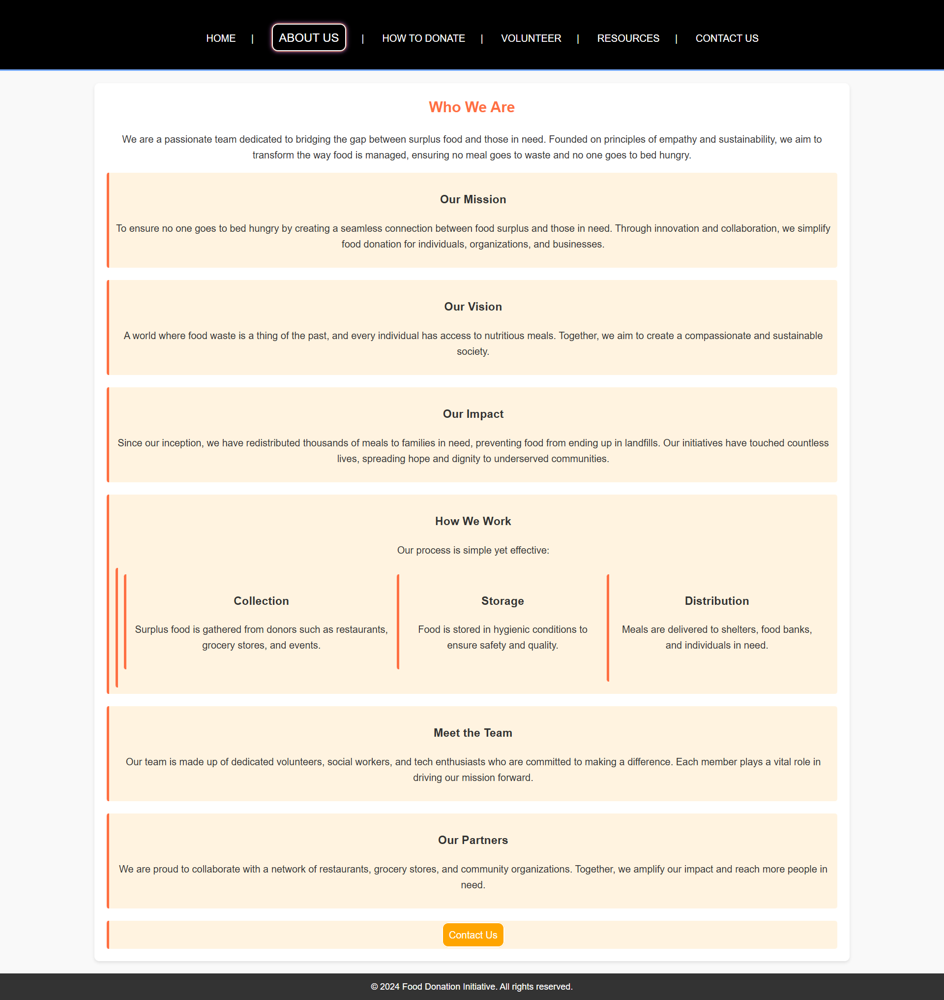 HOME | ABOUT US | HOW TO DONATE | VOLUNTEER | RESOURCES | CONTACT US
Who We Are
We are a passionate team dedicated to bridging the gap between surplus food and those in need. Founded on principles of empathy and sustainability, we aim to
transform the way food is managed, ensuring no meal goes to waste and no one goes to bed hungry.
Our Mission
To ensure no one goes to bed hungry by creating a seamless connection between food surplus and those in need. Through innovation and collaboration, we simplify
food donation for individuals, organizations, and businesses.
Our Vision
A world where food waste is a thing of the past, and every individual has access to nutritious meals. Together, we aim to create a compassionate and sustainable
society.
Our Impact
Since our inception, we have redistributed thousands of meals to families in need, preventing food from ending up in landfills. Our initiatives have touched countless
lives, spreading hope and dignity to underserved communities.
How We Work
Our process is simple yet effective:
Collection
Surplus food is gathered from donors such as restaurants,
grocery stores, and events.
Storage
Food is stored in hygienic conditions to
ensure safety and quality.
Distribution
Meals are delivered to shelters, food banks,
and individuals in need.
Meet the Team
Our team is made up of dedicated volunteers, social workers, and tech enthusiasts who are committed to making a difference. Each member plays a vital role in
driving our mission forward.
Our Partners
We are proud to collaborate with a network of restaurants, grocery stores, and community organizations. Together, we amplify our impact and reach more people in
need.
Contact Us
© 2024 Food Donation Initiative. All rights reserved.